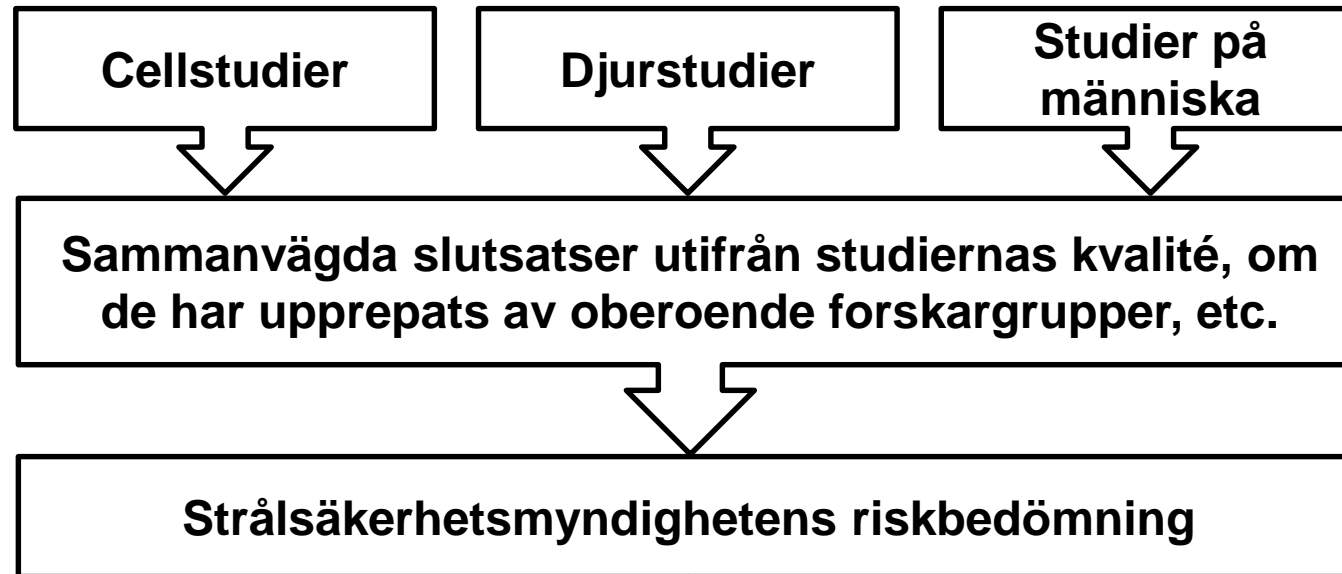 Cellstudier
Djurstudier
Studier på
människa
Sammanvägda slutsatser utifrån studiernas kvalité, om
de har upprepats av oberoende forskargrupper, etc.
Strålsäkerhetsmyndighetens riskbedömning